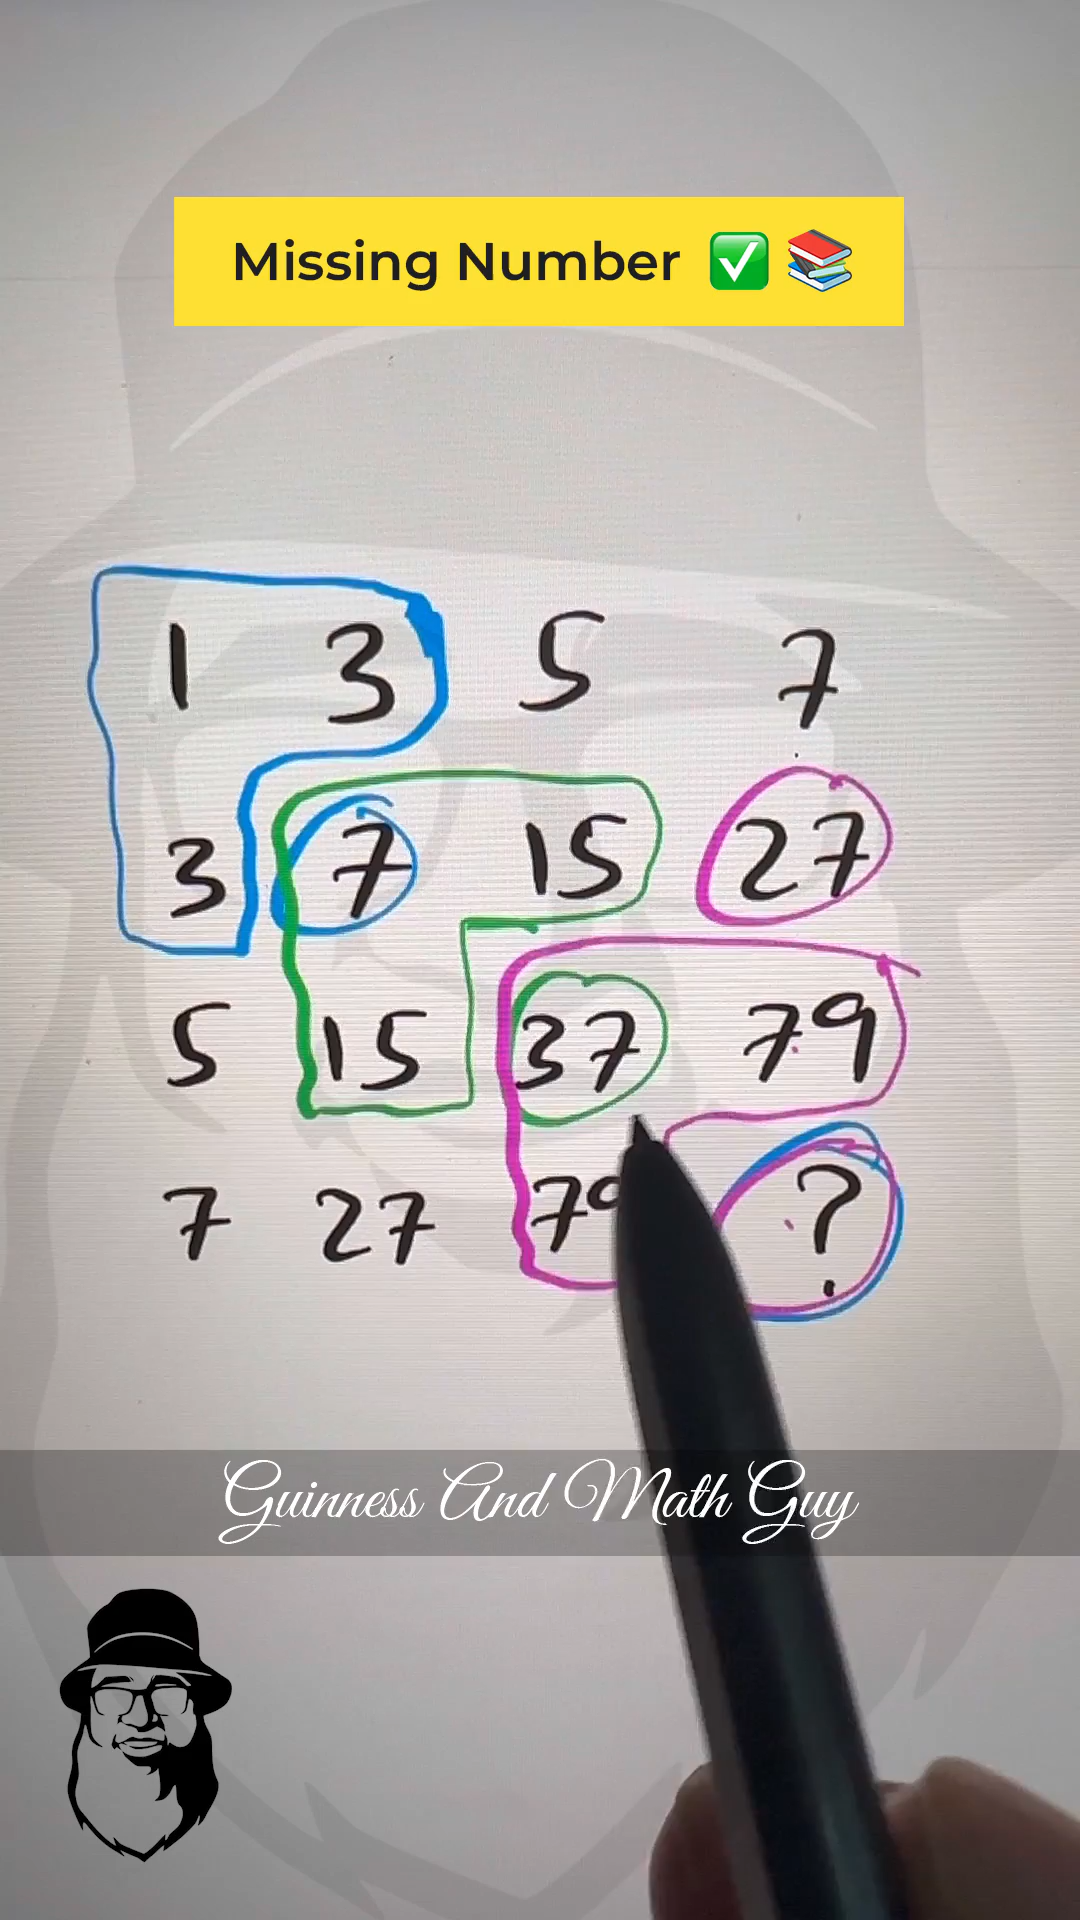 Missing Number ✅ 📚
1 3 5 7
3 7 15 27
5 15 37 79
7 27 79 ?
Guinness And Math Guy